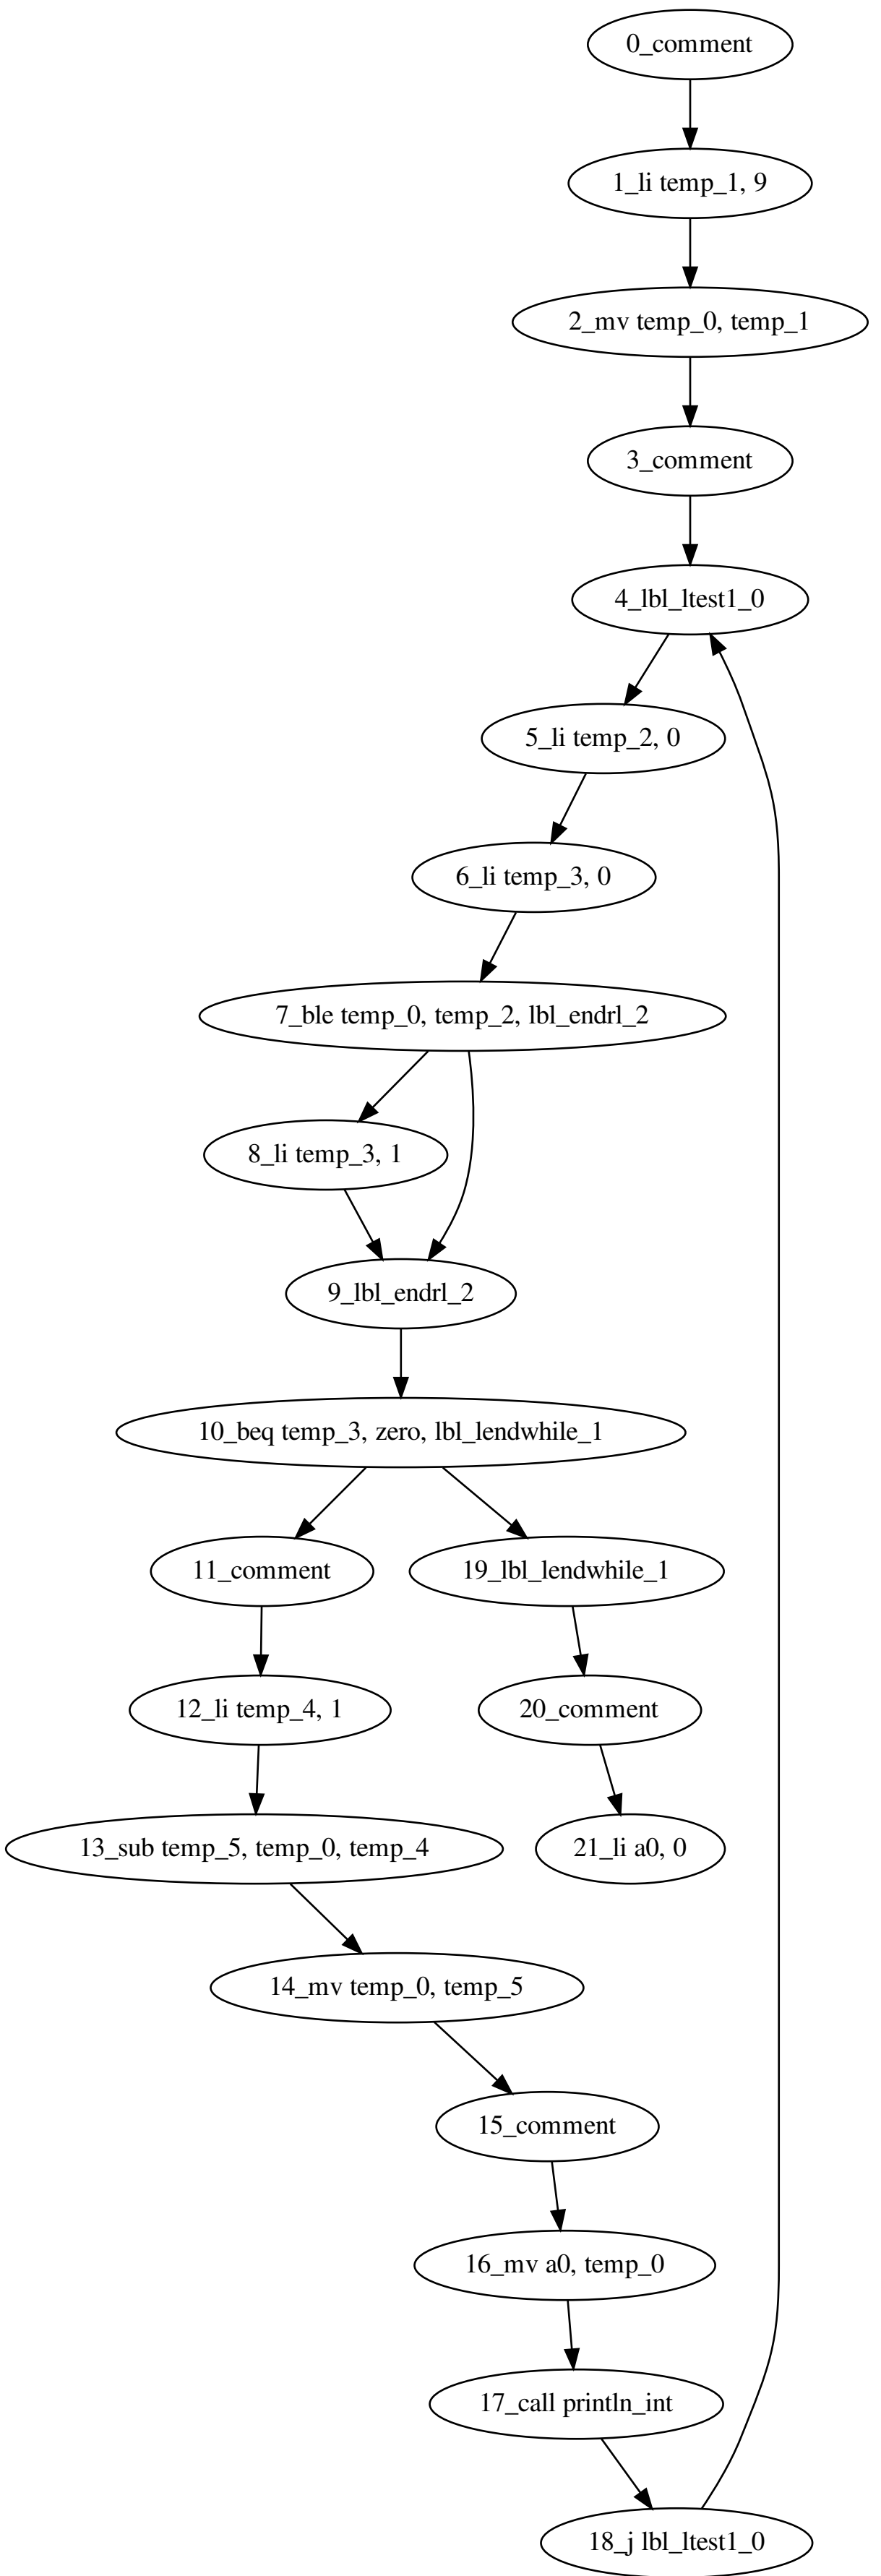 0_comment
1_li temp_1, 9
2_mv temp_0, temp_1
3_comment
4_lbl_ltest1_0
5_li temp_2, 0
6_li temp_3, 0
7_ble temp_0, temp_2, lbl_endrl_2
8_li temp_3, 1
9_lbl_endrl_2
10_beq temp_3, zero, lbl_lendwhile_1
11_comment
19_lbl_lendwhile_1
12_li temp_4, 1
20_comment
13_sub temp_5, temp_0, temp_4
21_li a0, 0
14_mv temp_0, temp_5
15_comment
16_mv a0, temp_0
17_call println_int
18_j lbl_ltest1_0